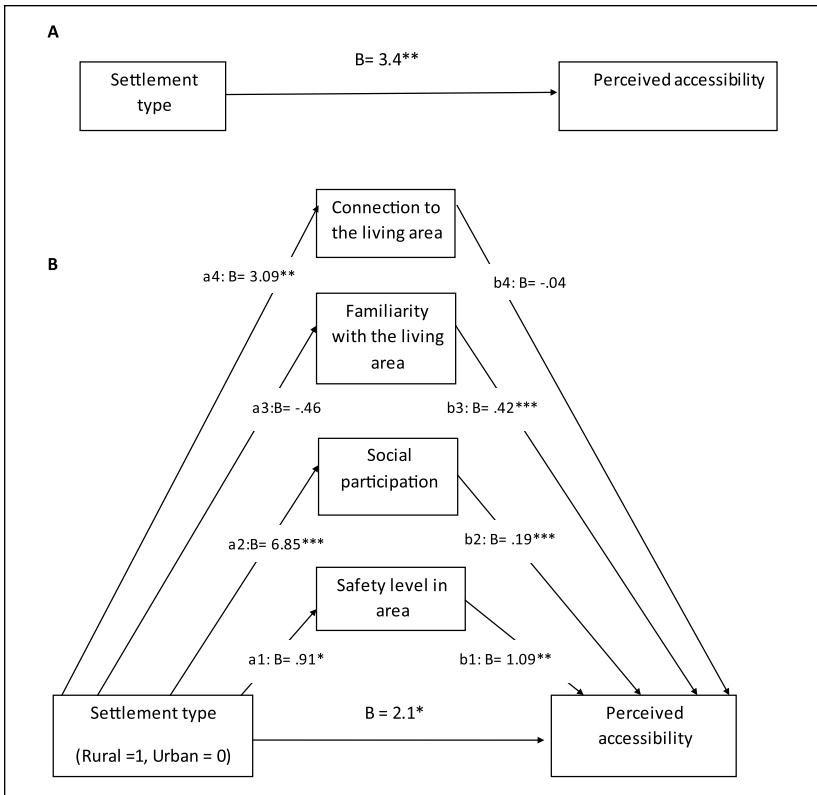 A
B= 3.4**
Settlement
type
Perceived accessibility
Connection to
the living area
B
a4: B= 3.09**
b4: B= -.04
Familiarity
with the living
area
a3:B= -.46
b3: B= .42***
Social
participation
a2:B= 6.85***
b2: B= .19***
Safety level in
area
a1: B= .91*
b1: B= 1.09**
Settlement type
(Rural =1, Urban = 0)
B = 2.1*
Perceived
accessibility